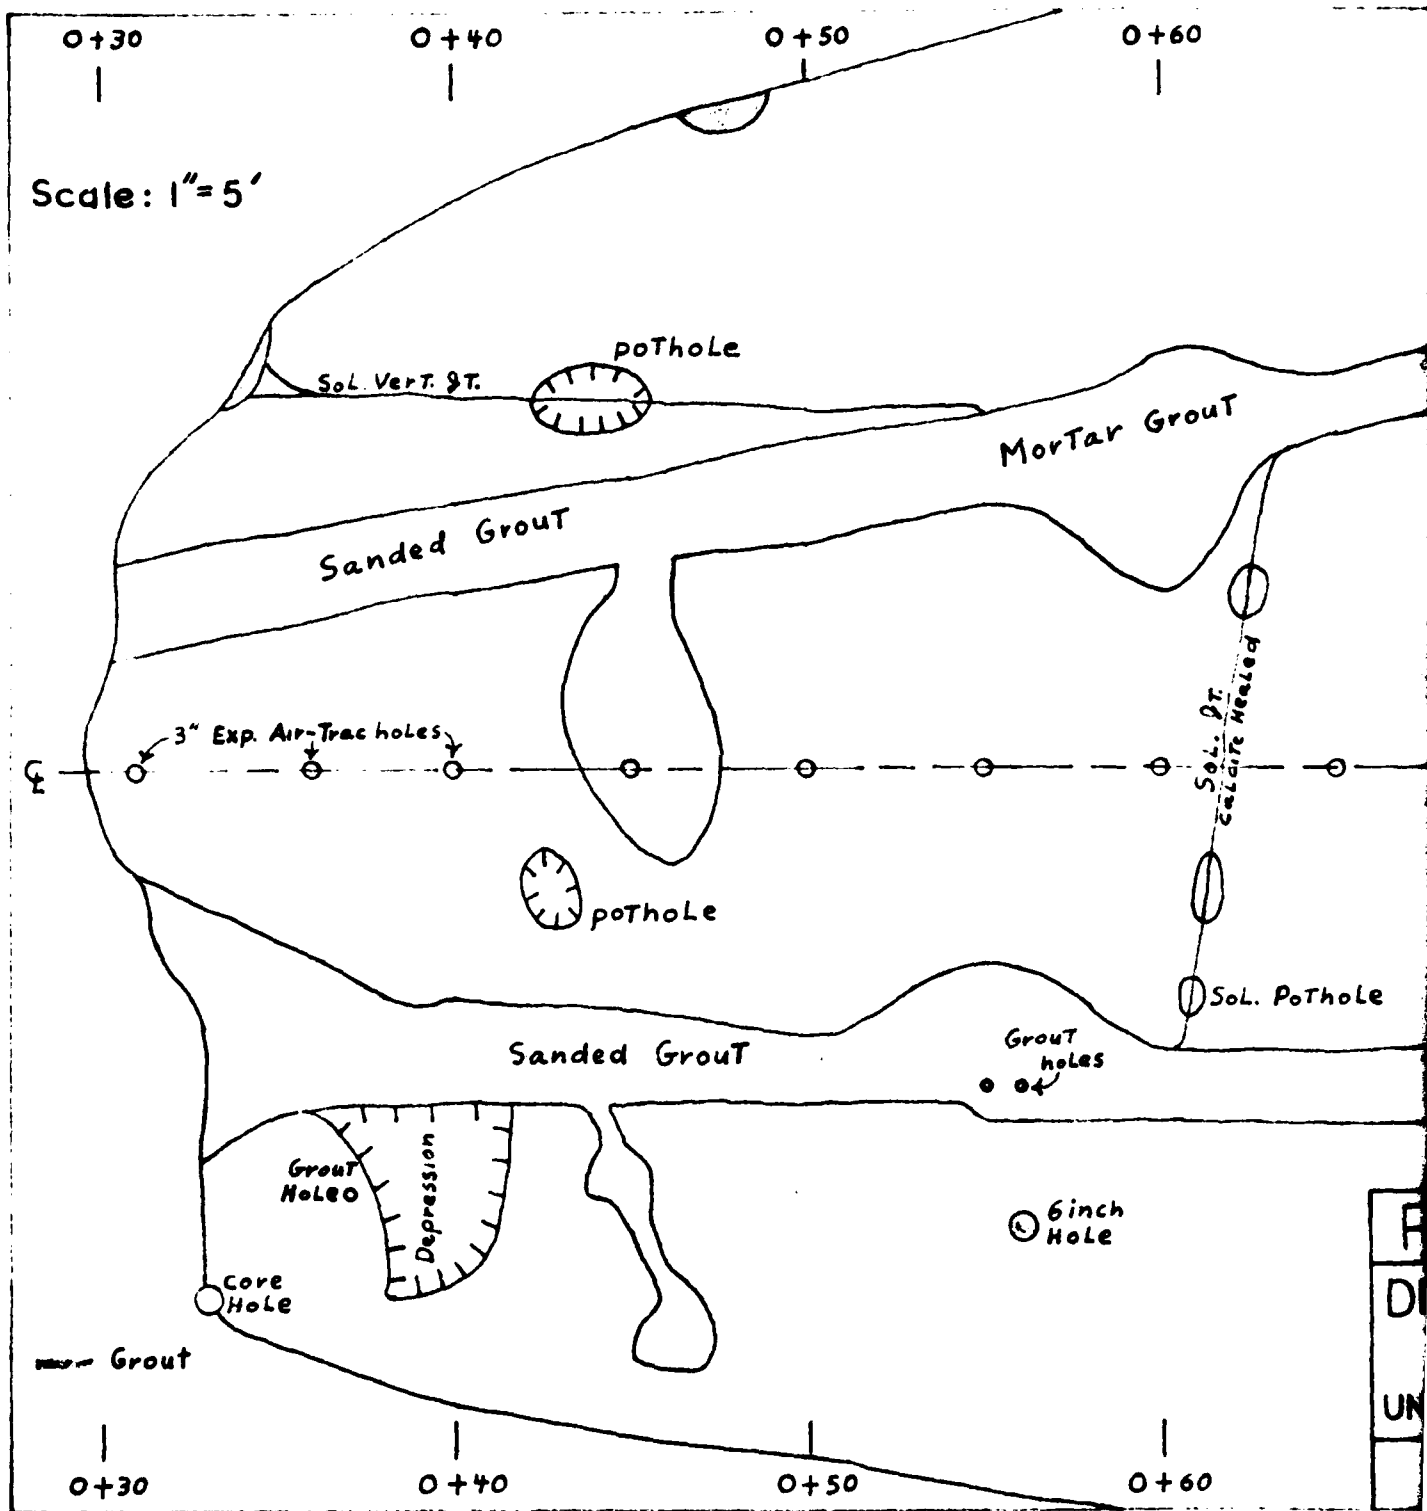 0+30 0+40 0+50 0+60
Scale: 1"=5'
Pothole
Sol. Vert. Jt.
Mortar Grout
Sanded Grout
3" Exp. Air-Trac holes
Sol. Jt.
Calcite Healed
℄
Pothole
Sol. Pothole
Sanded Grout
Grout
holes
Grout
Hole
Depression
6 inch
Hole
Core
Hole
Grout
UN
0+30 0+40 0+50 0+60